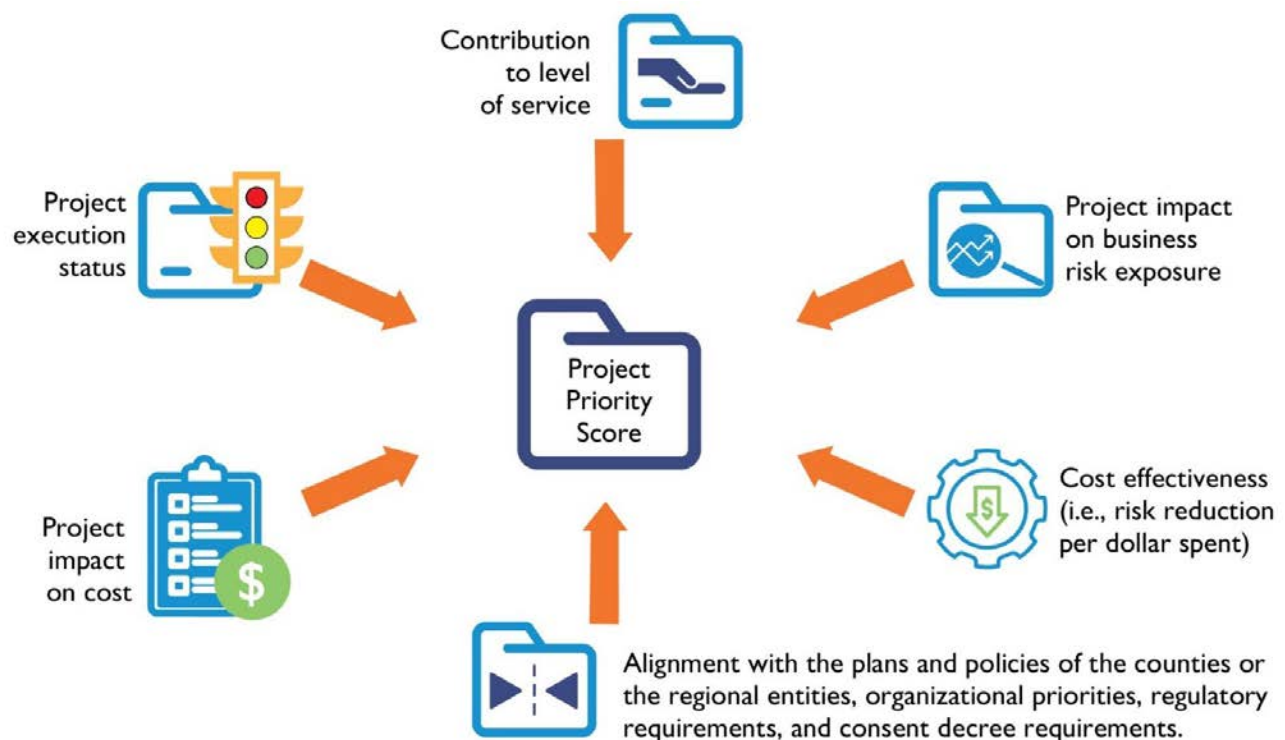 Contribution
to level
of service
Project
execution
status
Project impact
on business
risk exposure
Project
Priority
Score
Project
impact
on cost
$
$
Cost effectiveness
(i.e., risk reduction
per dollar spent)
Alignment with the plans and policies of the counties or
the regional entities, organizational priorities, regulatory
requirements, and consent decree requirements.